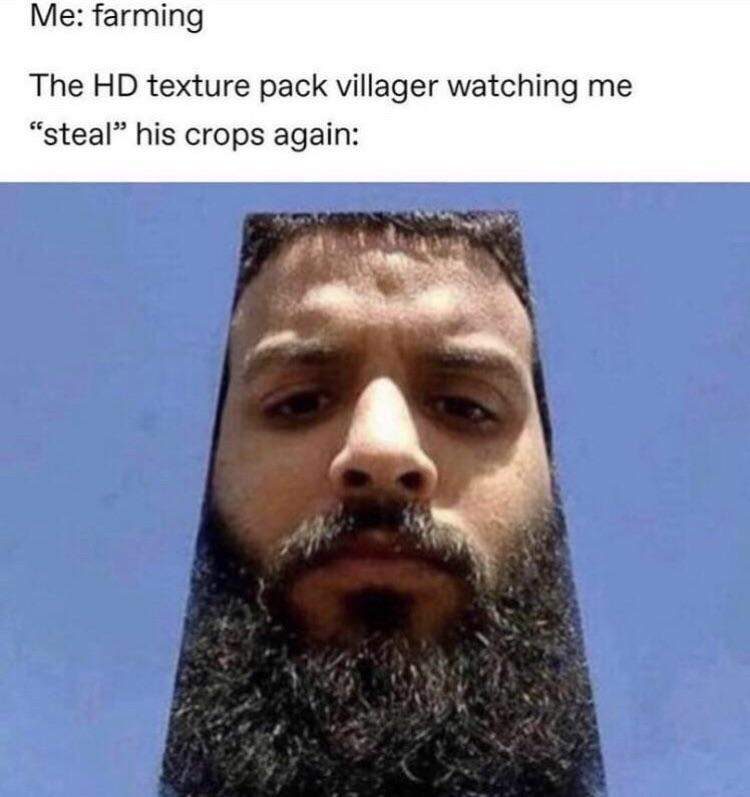 Me: farming
The HD texture pack villager watching me
“steal” his crops again: